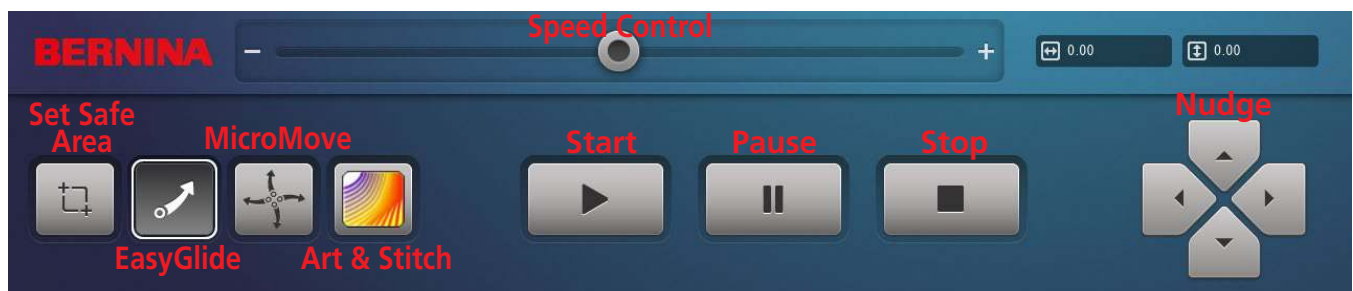 BERNINA
-
Speed Control
+
0.00
0.00
Set Safe
Area
MicroMove
Start
Pause
Stop
Nudge
EasyGlide
Art & Stitch